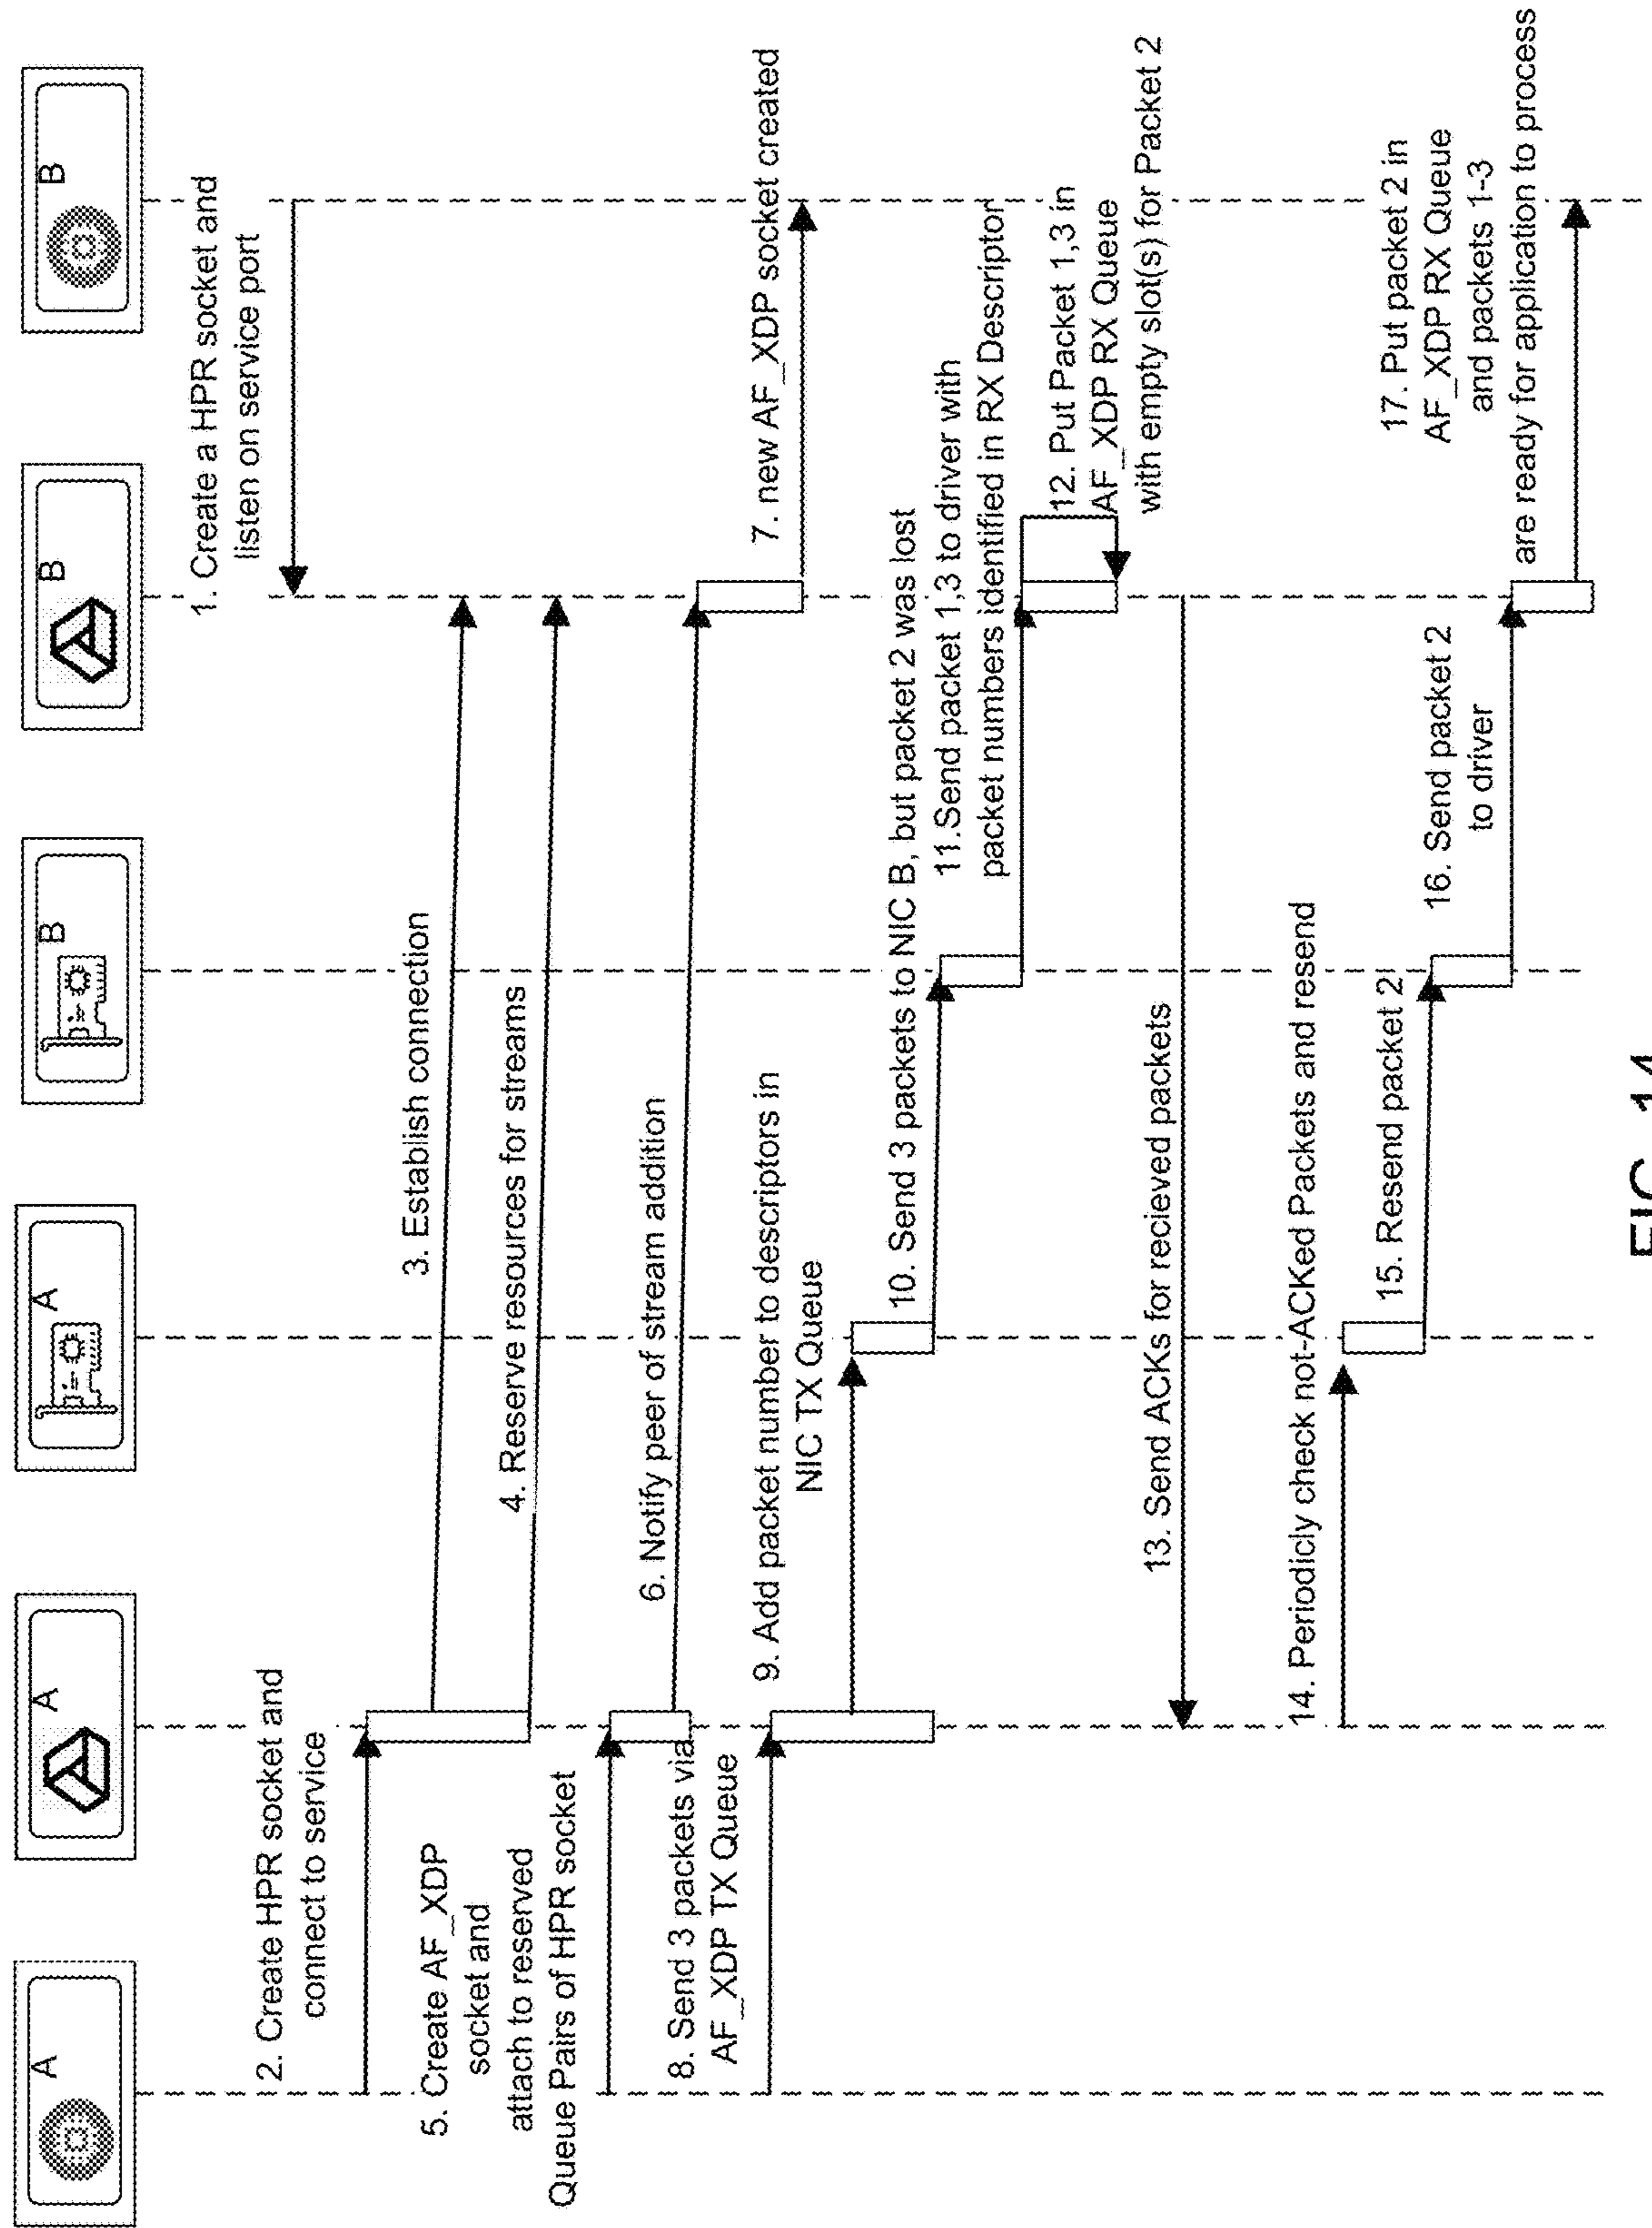 A
A
A
B
B
B
1. Create a HPR socket and
listen on service port
2. Create HPR socket and
connect to service
3. Establish connection
4. Reserve resources for streams
5. Create AF_XDP
socket and
attach to reserved
Queue Pairs of HPR socket
6. Notify peer of stream addition
7. new AF_XDP socket created
8. Send 3 packets via
AF_XDP TX Queue
9. Add packet number to descriptors in
NIC TX Queue
10. Send 3 packets to NIC B, but packet 2 was lost
11.Send packet 1,3 to driver with
packet numbers identified in RX Descriptor
12. Put Packet 1,3 in
AF_XDP RX Queue
with empty slot(s) for Packet 2
13. Send ACKs for recieved packets
14. Periodicly check not-ACKed Packets and resend
15. Resend packet 2
16. Send packet 2
to driver
17. Put packet 2 in
AF_XDP RX Queue
and packets 1-3
are ready for application to process
FIG. 14